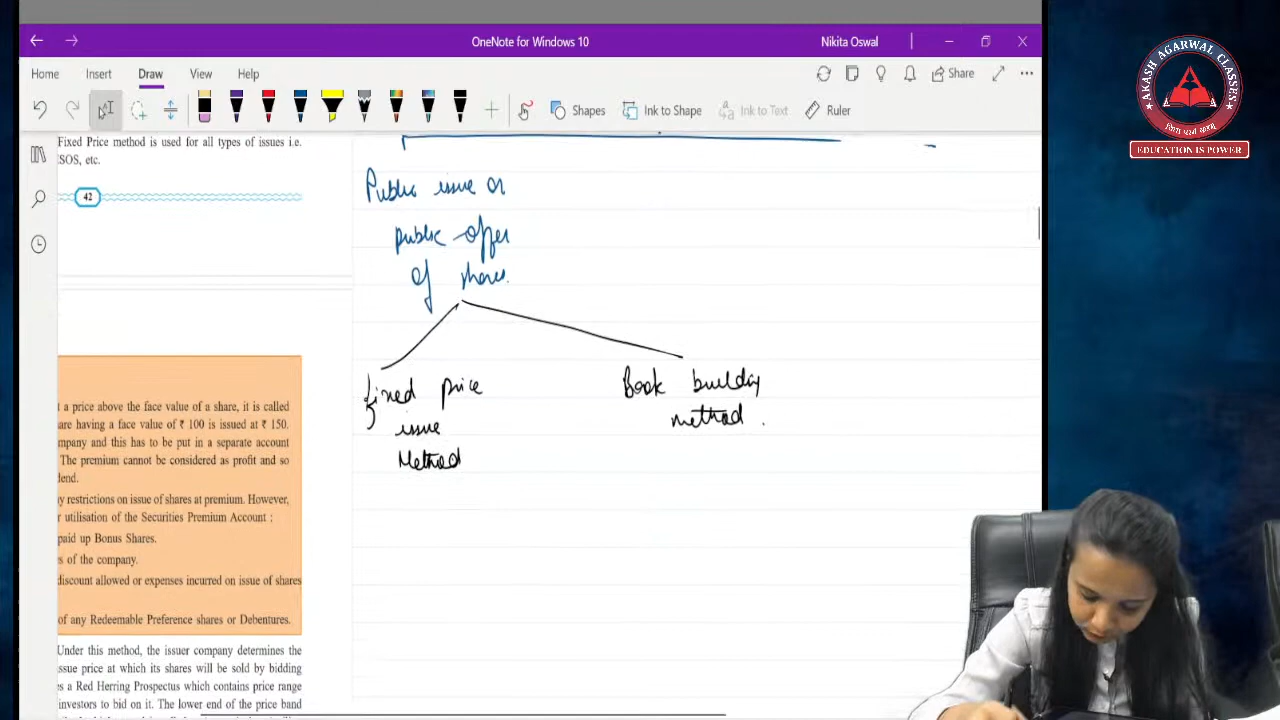 OneNote for Windows 10
Nikita Oswal
Home Insert Draw View Help
Share
Shapes
Ink to Shape
Ink to Text
Ruler
Fixed Price method is used for all types of issues i.e.
SOS, etc.
42
t a price above the face value of a share, it is called
are having a face value of ₹ 100 is issued at ₹ 150.
mpany and this has to be put in a separate account
The premium cannot be considered as profit and so
dend.
y restrictions on issue of shares at premium. However,
r utilisation of the Securities Premium Account :
paid up Bonus Shares.
s of the company.
discount allowed or expenses incurred on issue of shares
of any Redeemable Preference shares or Debentures.
Under this method, the issuer company determines the
ssue price at which its shares will be sold by bidding
es a Red Herring Prospectus which contains price range
investors to bid on it. The lower end of the price band
Public issue or
public offer
of shares.
fixed price
issue
Method
Book building
method.
AKASH AGARWAL CLASSES
EDUCATION IS POWER